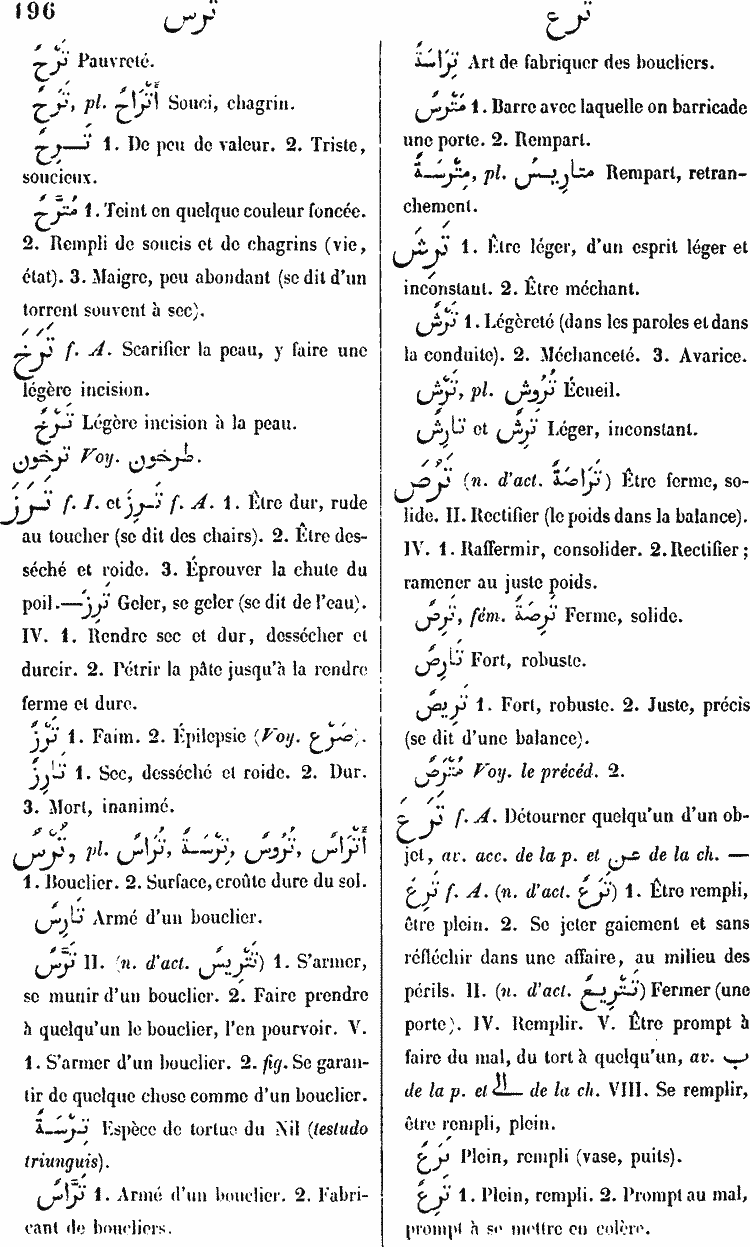 196
ترس
ترع
تَرْحٌ Pauvreté.
تَرَحٌ, pl. أَتْرَاحٌ Souci, chagrin.
تَرِحٌ 1. De peu de valeur. 2. Triste,
soucieux.
مُتَرَّحٌ 1. Teint en quelque couleur foncée.
2. Rempli de soucis et de chagrins (vie,
état). 3. Maigre, peu abondant (se dit d'un
torrent souvent à sec).
تَرَخَ f. A. Scarifier la peau, y faire une
légère incision.
تَرْخٌ Légère incision à la peau.
ترخون Voy. طرخون.
تَرَزَ f. I. et تَرِزَ f. A. 1. Être dur, rude
au toucher (se dit des chairs). 2. Être des-
séché et roide. 3. Éprouver la chute du
poil.—تَرِزَ Geler, se geler (se dit de l'eau).
IV. 1. Rendre sec et dur, dessécher et
durcir. 2. Pétrir la pâte jusqu'à la rendre
ferme et dure.
تَرْزٌ 1. Faim. 2. Épilepsie (Voy. صَرْع).
تَارِزٌ 1. Sec, desséché et roide. 2. Dur.
3. Mort, inanimé.
تُرْسٌ, pl. أَتْرَاسٌ, تُرُوسٌ, تِرَسَةٌ, تِرَاسٌ
1. Bouclier. 2. Surface, croûte dure du sol.
تَارِسٌ Armé d'un bouclier.
تَرَّسَ II. (n. d'act. تَتْرِيسٌ) 1. S'armer,
se munir d'un bouclier. 2. Faire prendre
à quelqu'un le bouclier, l'en pourvoir. V.
1. S'armer d'un bouclier. 2. fig. Se garan-
tir de quelque chose comme d'un bouclier.
تِرْسَةٌ Espèce de tortue du Nil (testudo
triunguis).
تَرَّاسٌ 1. Armé d'un bouclier. 2. Fabri-
cant de boucliers.
تِرَاسَةٌ Art de fabriquer des boucliers.
مَتْرَسٌ 1. Barre avec laquelle on barricade
une porte. 2. Rempart.
مِتْرَسَةٌ, pl. مَتَارِيسُ Rempart, retran-
chement.
تَرِشَ 1. Être léger, d'un esprit léger et
inconstant. 2. Être méchant.
تَرَشٌ 1. Légèreté (dans les paroles et dans
la conduite). 2. Méchanceté. 3. Avarice.
تَرْشٌ, pl. تُرُوشٌ Écueil.
تَارِشٌ et تَرِشٌ Léger, inconstant.
تَرُصَ (n. d'act. تَرَاصَةٌ) Être ferme, so-
lide. II. Rectifier (le poids dans la balance).
IV. 1. Raffermir, consolider. 2. Rectifier;
ramener au juste poids.
تَرِصٌ, fém. تَرِصَةٌ Ferme, solide.
تَارِصٌ Fort, robuste.
تَرِيصٌ 1. Fort, robuste. 2. Juste, précis
(se dit d'une balance).
مُتْرَصٌ Voy. le précéd. 2.
تَرَعَ f. A. Détourner quelqu'un d'un ob-
jet, av. acc. de la p. et عن de la ch. —
تَرِعَ f. A. (n. d'act. تَرَعٌ) 1. Être rempli,
être plein. 2. Se jeter gaiement et sans
réfléchir dans une affaire, au milieu des
périls. II. (n. d'act. تَتْرِيعٌ) Fermer (une
porte). IV. Remplir. V. Être prompt à
faire du mal, du tort à quelqu'un, av. ب
de la p. et الى de la ch. VIII. Se remplir,
être rempli, plein.
تَرَعٌ Plein, rempli (vase, puits).
تَرِعٌ 1. Plein, rempli. 2. Prompt au mal,
prompt à se mettre en colère.